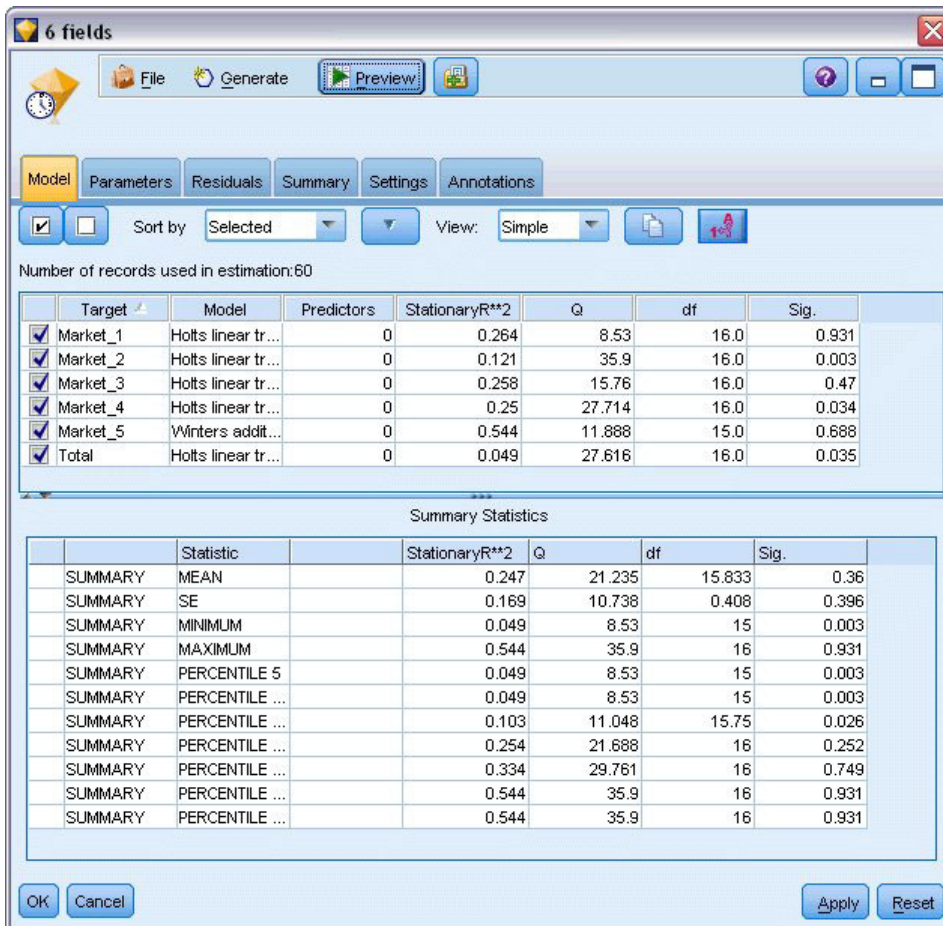 6 fields
File Generate Preview
Model Parameters Residuals Summary Settings Annotations
Sort by Selected View: Simple
Number of records used in estimation:60
Target Model Predictors StationaryR**2 Q df Sig.
Market_1 Holts linear tr... 0 0.264 8.53 16.0 0.931
Market_2 Holts linear tr... 0 0.121 35.9 16.0 0.003
Market_3 Holts linear tr... 0 0.258 15.76 16.0 0.47
Market_4 Holts linear tr... 0 0.25 27.714 16.0 0.034
Market_5 Winters addit... 0 0.544 11.888 15.0 0.688
Total Holts linear tr... 0 0.049 27.616 16.0 0.035
Summary Statistics
Statistic StationaryR**2 Q df Sig.
SUMMARY MEAN 0.247 21.235 15.833 0.36
SUMMARY SE 0.169 10.738 0.408 0.396
SUMMARY MINIMUM 0.049 8.53 15 0.003
SUMMARY MAXIMUM 0.544 35.9 16 0.931
SUMMARY PERCENTILE 5 0.049 8.53 15 0.003
SUMMARY PERCENTILE ... 0.049 8.53 15 0.003
SUMMARY PERCENTILE ... 0.103 11.048 15.75 0.026
SUMMARY PERCENTILE ... 0.254 21.688 16 0.252
SUMMARY PERCENTILE ... 0.334 29.761 16 0.749
SUMMARY PERCENTILE ... 0.544 35.9 16 0.931
SUMMARY PERCENTILE ... 0.544 35.9 16 0.931
OK Cancel Apply Reset